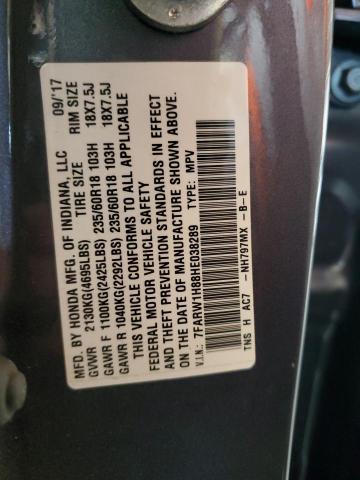 MFD. BY HONDA MFG. OF INDIANA, LLC 09/'17
GVWR 2130KG(4695LBS) TIRE SIZE RIM SIZE
GAWR F 1100KG(2425LBS) 235/60R18 103H 18X7.5J
GAWR R 1040KG(2292LBS) 235/60R18 103H 18X7.5J
THIS VEHICLE CONFORMS TO ALL APPLICABLE
FEDERAL MOTOR VEHICLE SAFETY
AND THEFT PREVENTION STANDARDS IN EFFECT
ON THE DATE OF MANUFACTURE SHOWN ABOVE.
V.I.N.: 7FARW1H88HE038289 TYPE: MPV
TNS H AC7 -NH797MX -B-E